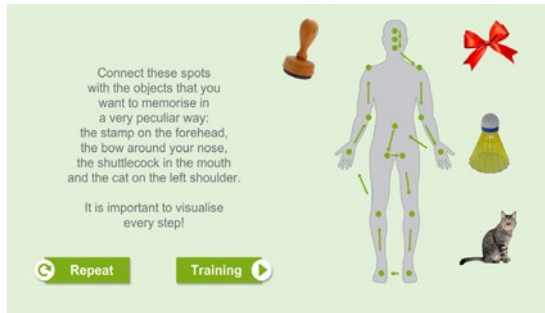 Connect these spots
with the objects that you
want to memorise in
a very peculiar way:
the stamp on the forehead,
the bow around your nose,
the shuttlecock in the mouth
and the cat on the left shoulder.
It is important to visualise
every step!
Repeat
Training